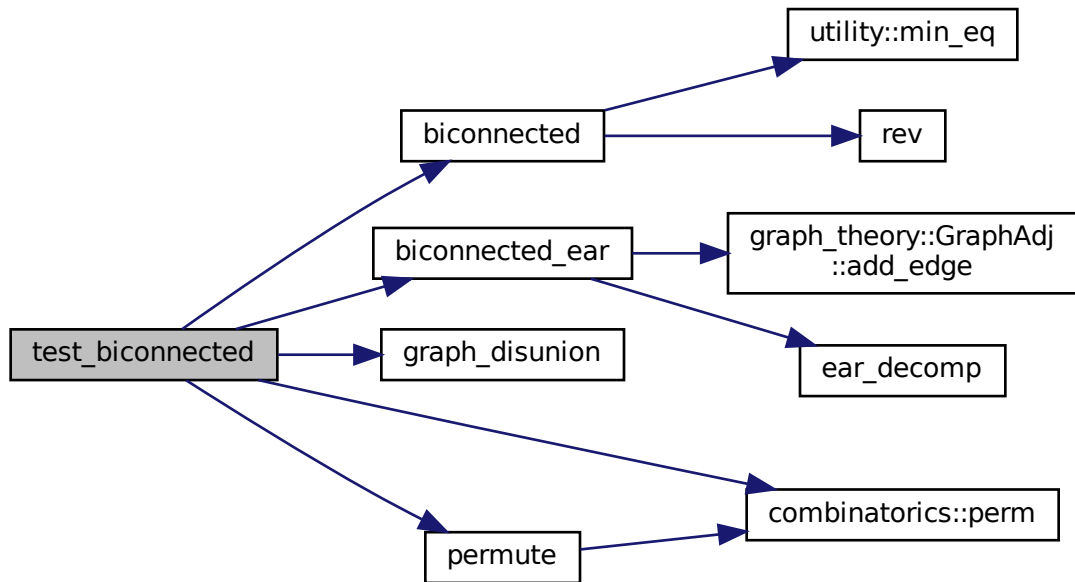 utility::min_eq
biconnected
rev
biconnected_ear
graph_theory::GraphAdj
::add_edge
test_biconnected
graph_disunion
ear_decomp
combinatorics::perm
permute